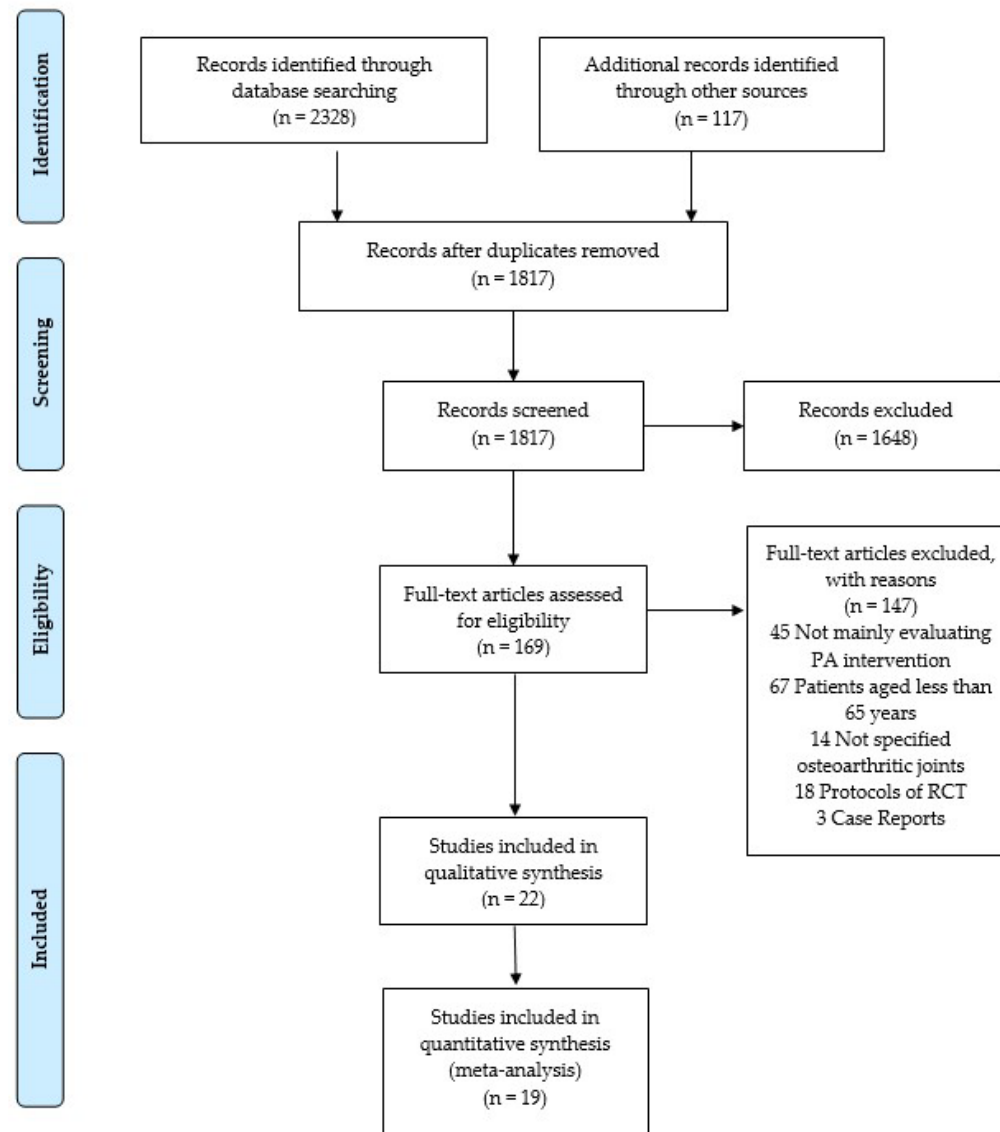 Identification
Records identified through
database searching
(n = 2328)
Additional records identified
through other sources
(n = 117)
Records after duplicates removed
(n = 1817)
Screening
Records screened
(n = 1817)
Records excluded
(n = 1648)
Eligibility
Full-text articles assessed
for eligibility
(n = 169)
Full-text articles excluded,
with reasons
(n = 147)
45 Not mainly evaluating
PA intervention
67 Patients aged less than
65 years
14 Not specified
osteoarthritic joints
18 Protocols of RCT
3 Case Reports
Included
Studies included in
qualitative synthesis
(n = 22)
Studies included in
quantitative synthesis
(meta-analysis)
(n = 19)